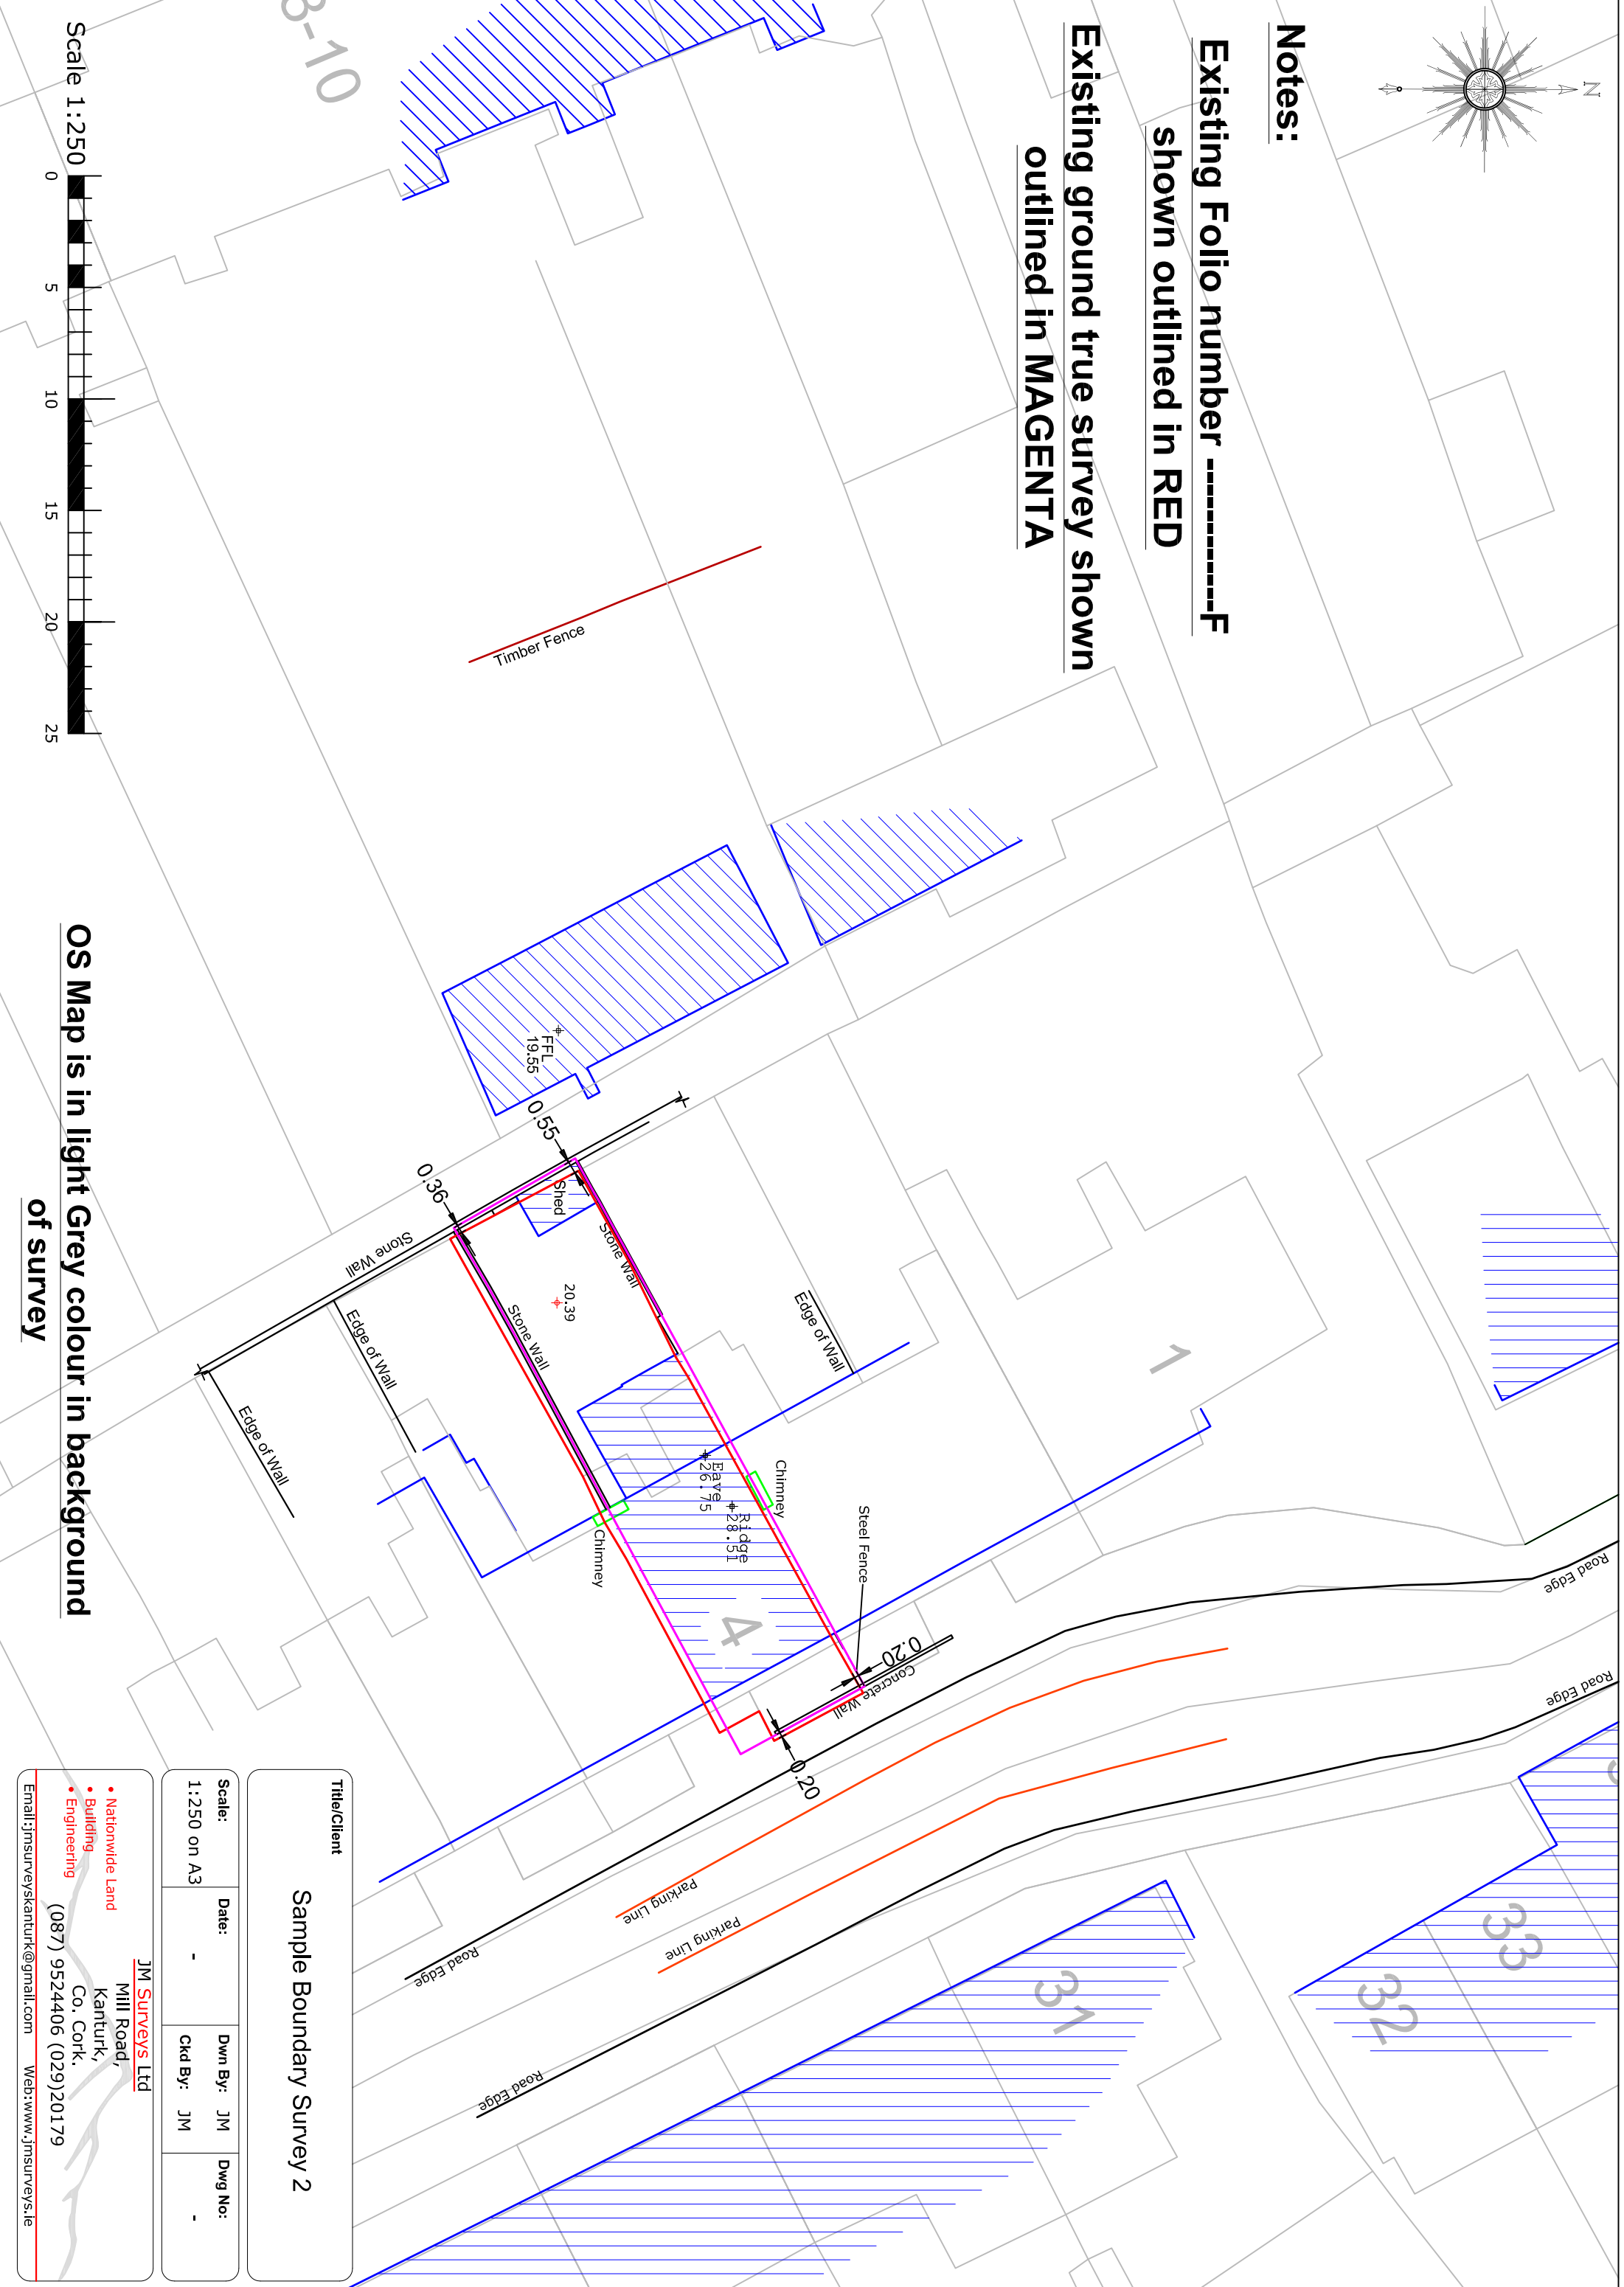 N
Notes:
Existing Folio number ------------F
shown outlined in RED
Existing ground true survey shown
outlined in MAGENTA
8-10
Timber Fence
FFL
19.55
0.55
0.36
Shed
Stone Wall
Stone Wall
Stone Wall
20.39
Edge of Wall
Edge of Wall
Edge of Wall
1
Chimney
Chimney
Eave
26.75
Ridge
28.51
Steel Fence
4
0.20
Concrete Wall
0.20
Road Edge
Road Edge
Road Edge
Road Edge
Parking Line
Parking Line
31
32
33
Scale 1:250
0 5 10 15 20 25
OS Map is in light Grey colour in background
of survey
Title/Client
Sample Boundary Survey 2
Scale:
1:250 on A3
Date:
-
Dwn By: JM
Ckd By: JM
Dwg No:
-
JM Surveys Ltd
Mill Road,
Kanturk,
Co. Cork.
(087) 9524406 (029)20179
• Nationwide Land
• Building
• Engineering
Email:jmsurveyskanturk@gmail.com Web:www.jmsurveys.ie